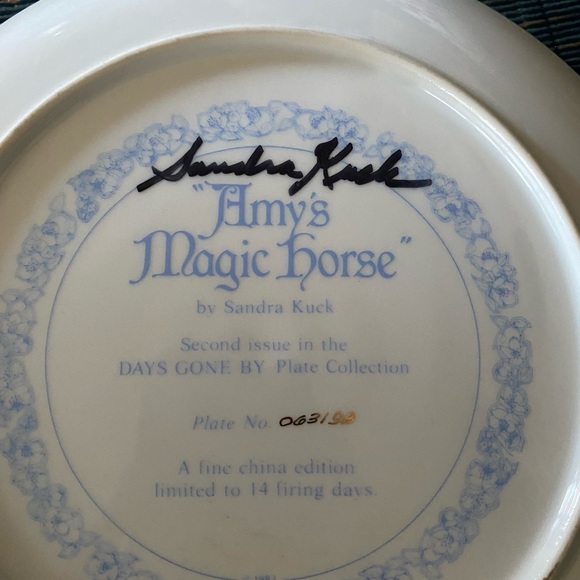 Sandra Kuck
"Amy's
Magic Horse"
by Sandra Kuck
Second issue in the
DAYS GONE BY Plate Collection
Plate No. 063192
A fine china edition
limited to 14 firing days.